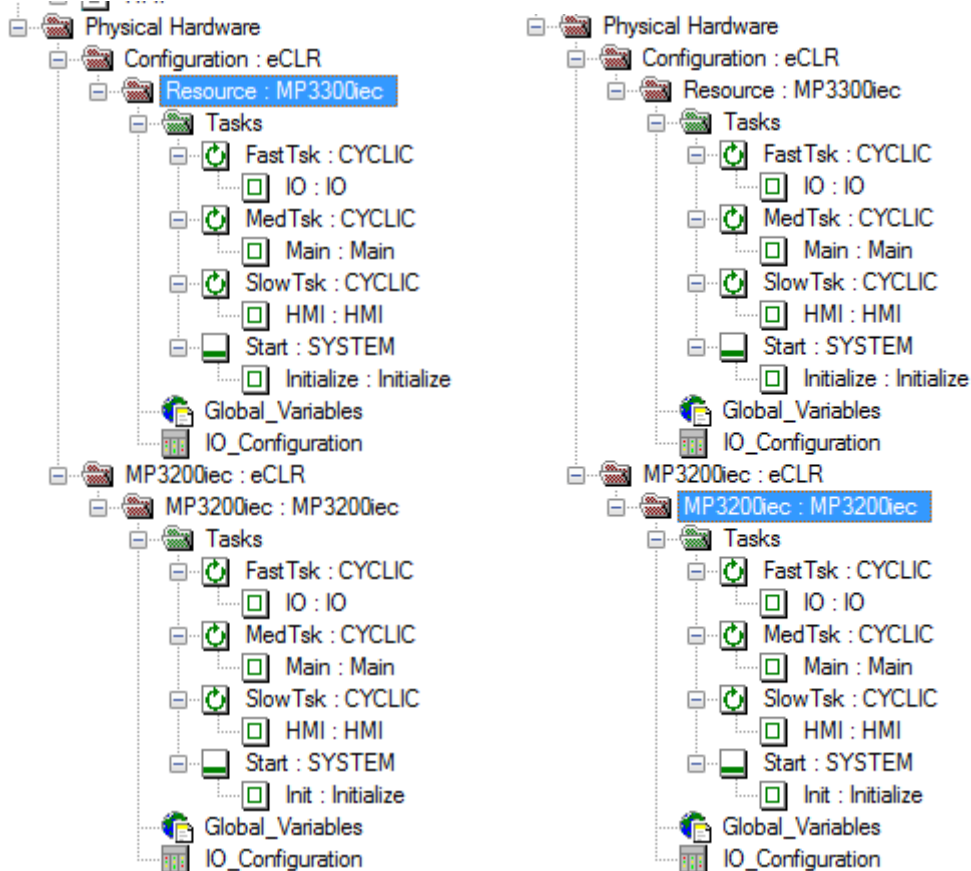 Physical Hardware
Configuration : eCLR
Resource : MP3300iec
Tasks
FastTsk : CYCLIC
IO : IO
MedTsk : CYCLIC
Main : Main
SlowTsk : CYCLIC
HMI : HMI
Start : SYSTEM
Initialize : Initialize
Global_Variables
IO_Configuration
MP3200iec : eCLR
MP3200iec : MP3200iec
Tasks
FastTsk : CYCLIC
IO : IO
MedTsk : CYCLIC
Main : Main
SlowTsk : CYCLIC
HMI : HMI
Start : SYSTEM
Init : Initialize
Global_Variables
IO_Configuration
Physical Hardware
Configuration : eCLR
Resource : MP3300iec
Tasks
FastTsk : CYCLIC
IO : IO
MedTsk : CYCLIC
Main : Main
SlowTsk : CYCLIC
HMI : HMI
Start : SYSTEM
Initialize : Initialize
Global_Variables
IO_Configuration
MP3200iec : eCLR
MP3200iec : MP3200iec
Tasks
FastTsk : CYCLIC
IO : IO
MedTsk : CYCLIC
Main : Main
SlowTsk : CYCLIC
HMI : HMI
Start : SYSTEM
Init : Initialize
Global_Variables
IO_Configuration